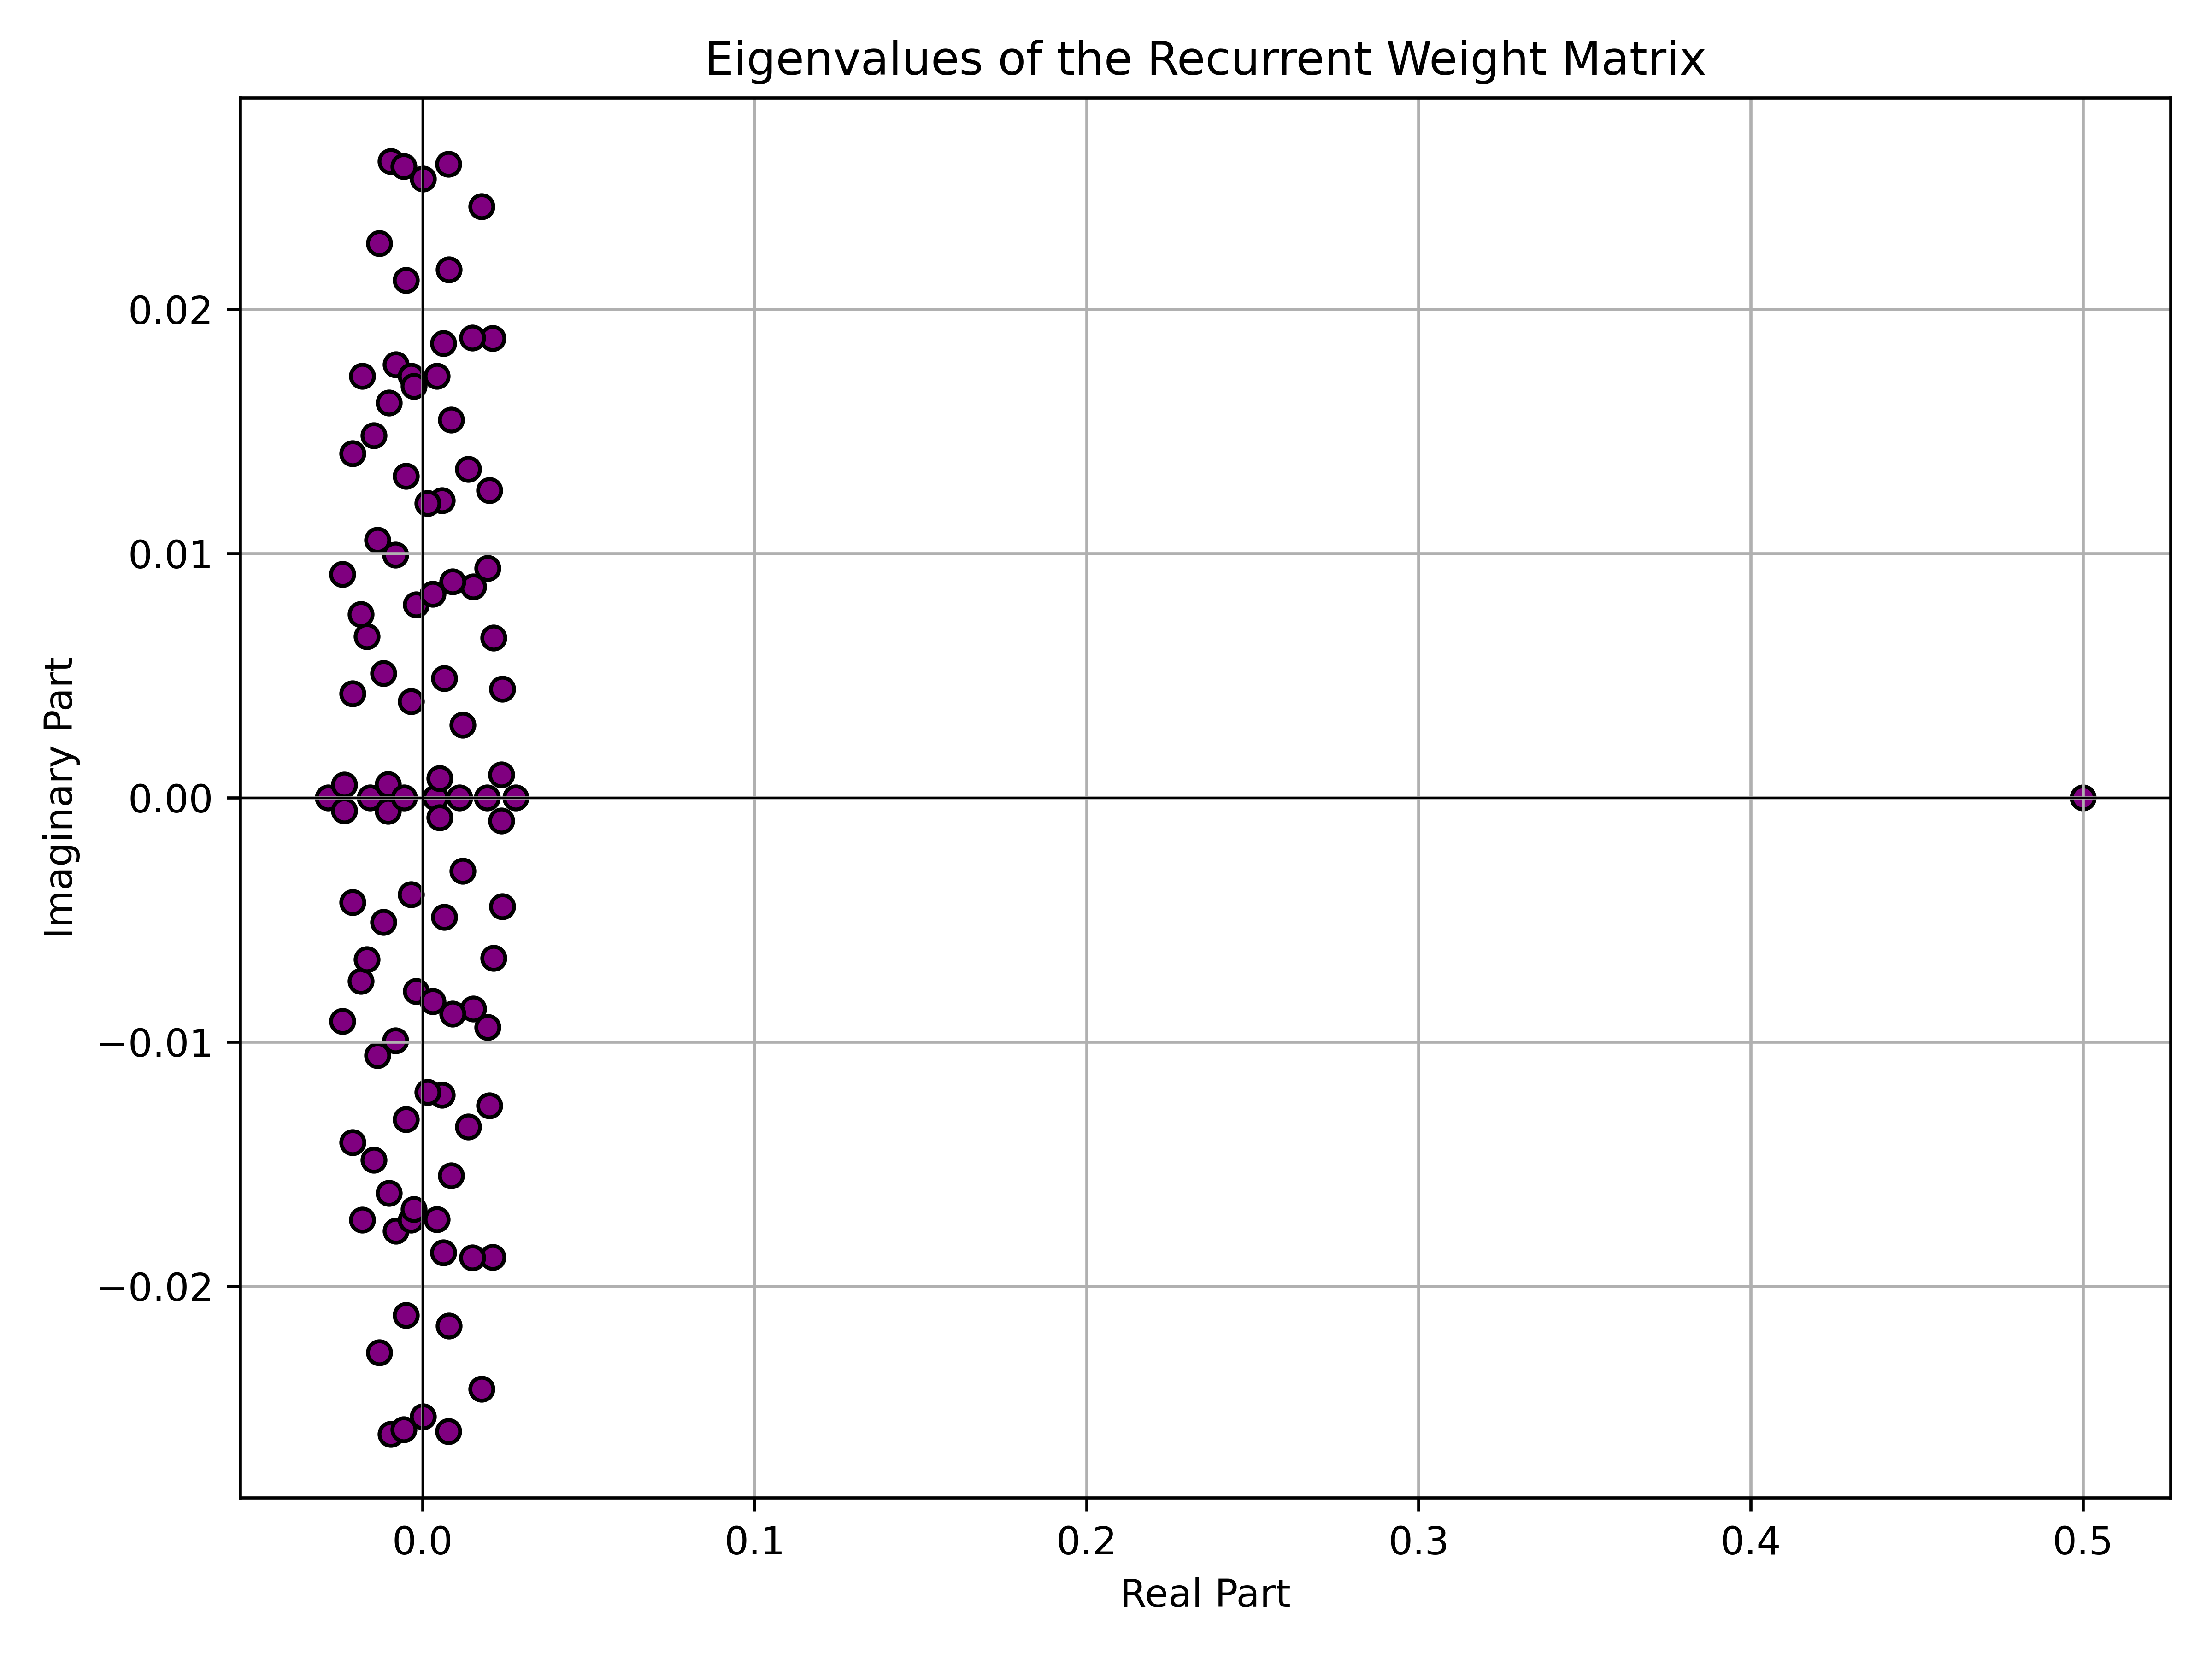 Eigenvalues of the Recurrent Weight Matrix
Imaginary Part
0.02
0.01
0.00
−0.01
−0.02
0.0 0.1 0.2 0.3 0.4 0.5
Real Part